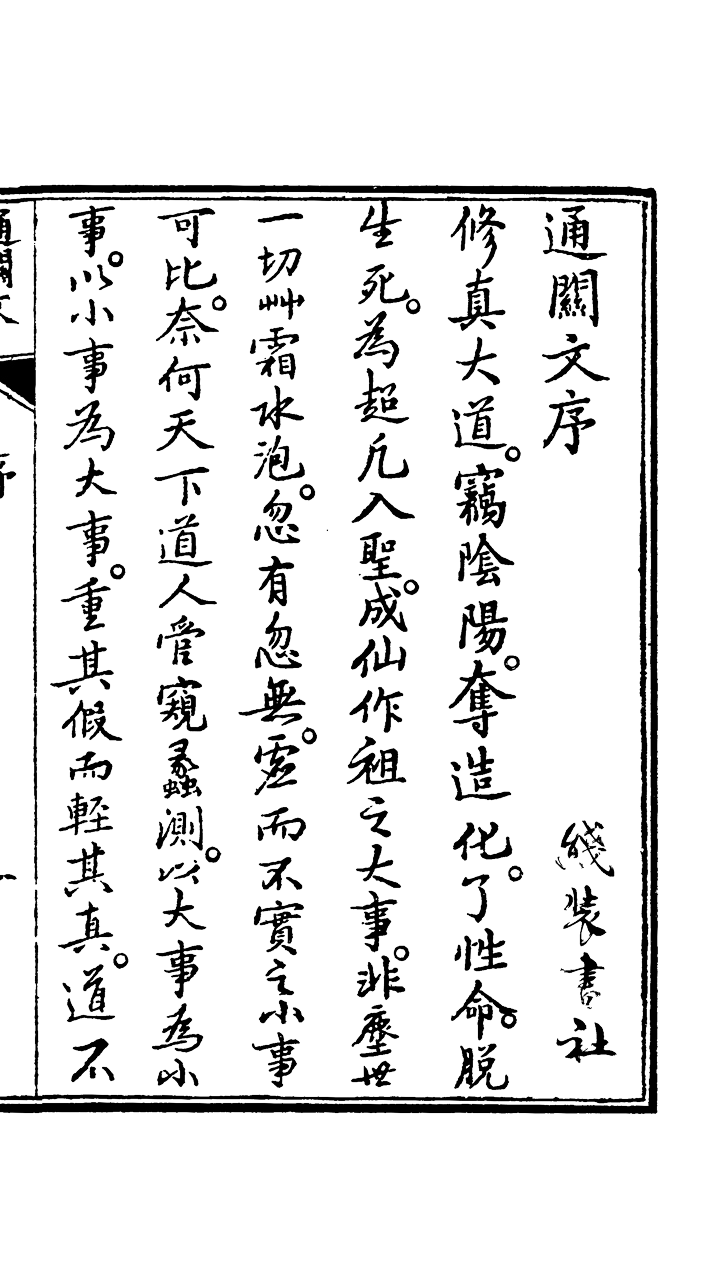 通關文序
綫裝書社
修真大道。竊陰陽。奪造化。了性命。脫
生死。為超凡入聖。成仙作祖之大事。非塵世
一切艸霜水泡。忽有忽無。虛而不實之小事
可比。奈何天下道人管窺蠡測。以大事為小
事。以小事為大事。重其假而輕其真。道不
通關文
序
一